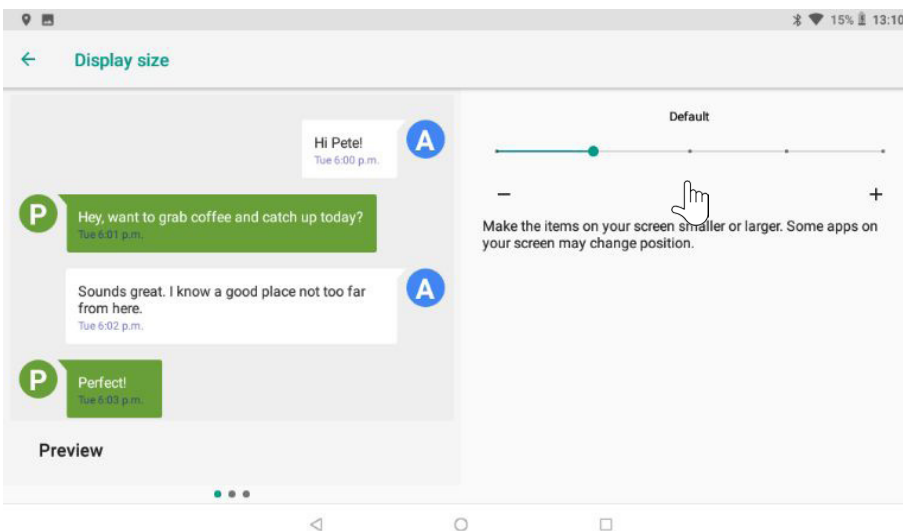 15% 13:10
Display size
Hi Pete!
Tue 6:00 p.m.
A
P
Hey, want to grab coffee and catch up today?
Tue 6:01 p.m.
Sounds great. I know a good place not too far
from here.
Tue 6:02 p.m.
A
P
Perfect!
Tue 6:03 p.m.
Preview
Default
− +
Make the items on your screen smaller or larger. Some apps on
your screen may change position.